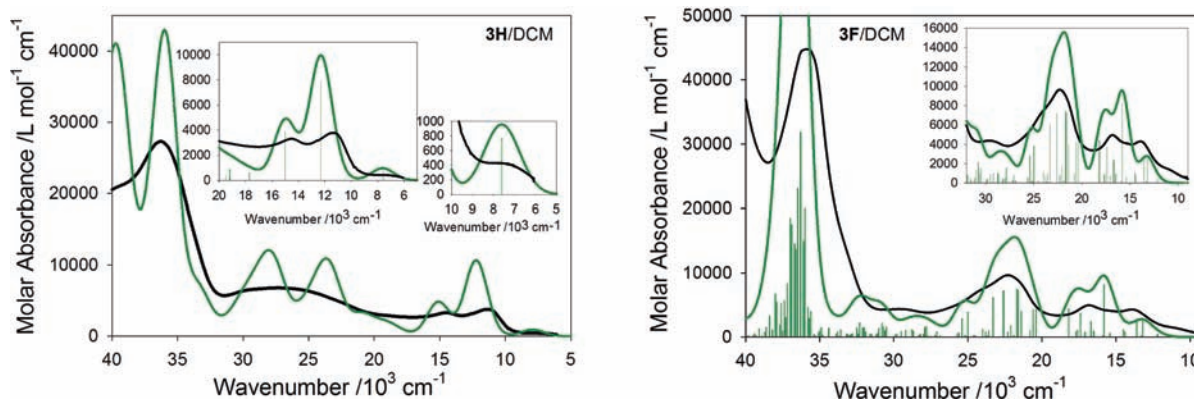 3H/DCM
Molar Absorbance /L mol⁻¹ cm⁻¹
40000
30000
20000
10000
0
40 35 30 25 20 15 10 5
Wavenumber /10³ cm⁻¹
10000
8000
6000
4000
2000
0
20 18 16 14 12 10 8 6
Wavenumber /10³ cm⁻¹
1000
800
600
400
200
0
10 9 8 7 6 5
Wavenumber /10³ cm⁻¹
3F/DCM
Molar Absorbance /L mol⁻¹ cm⁻¹
50000
40000
30000
20000
10000
0
40 35 30 25 20 15 10
Wavenumber /10³ cm⁻¹
16000
14000
12000
10000
8000
6000
4000
2000
0
30 25 20 15 10
Wavenumber /10³ cm⁻¹